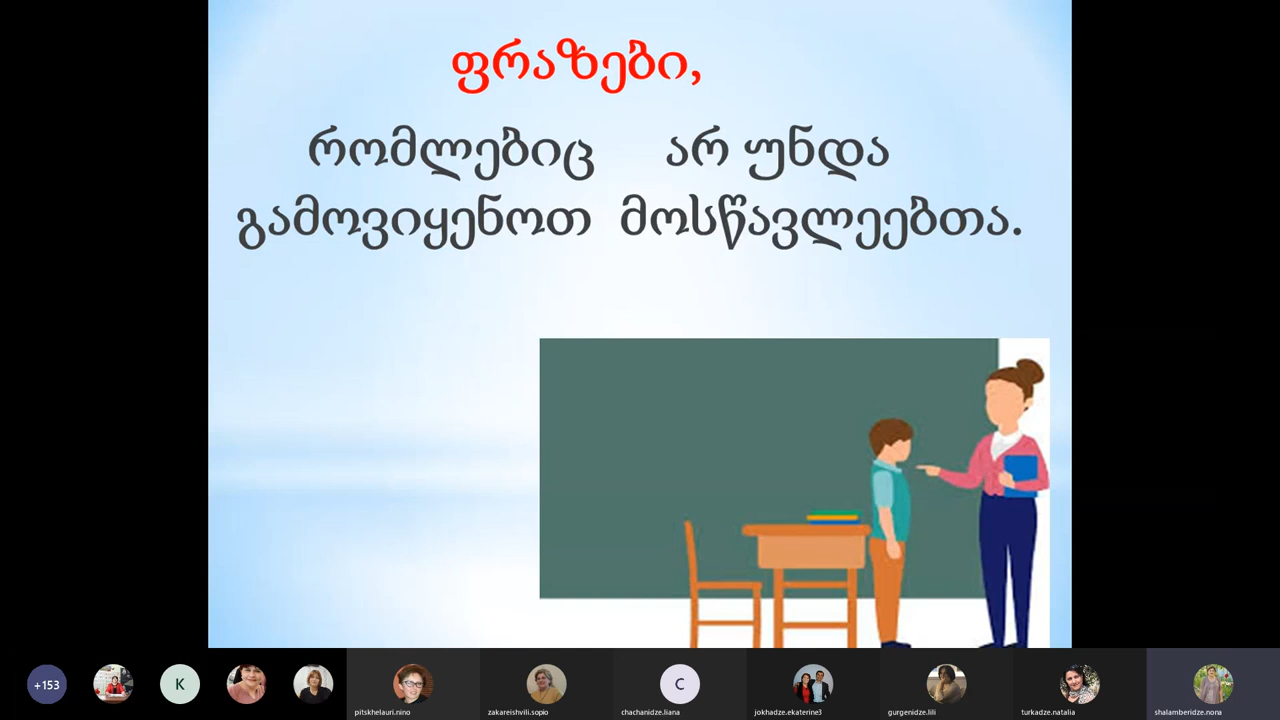 ფრაზები,
რომლებიც არ უნდა
გამოვიყენოთ მოსწავლეებთა.
+153
K
C
pitskhelauri.nino
zakareishvili.sopio
chachanidze.liana
jokhadze.ekaterine3
gurgenidze.lili
turkadze.natalia
shalamberidze.nona